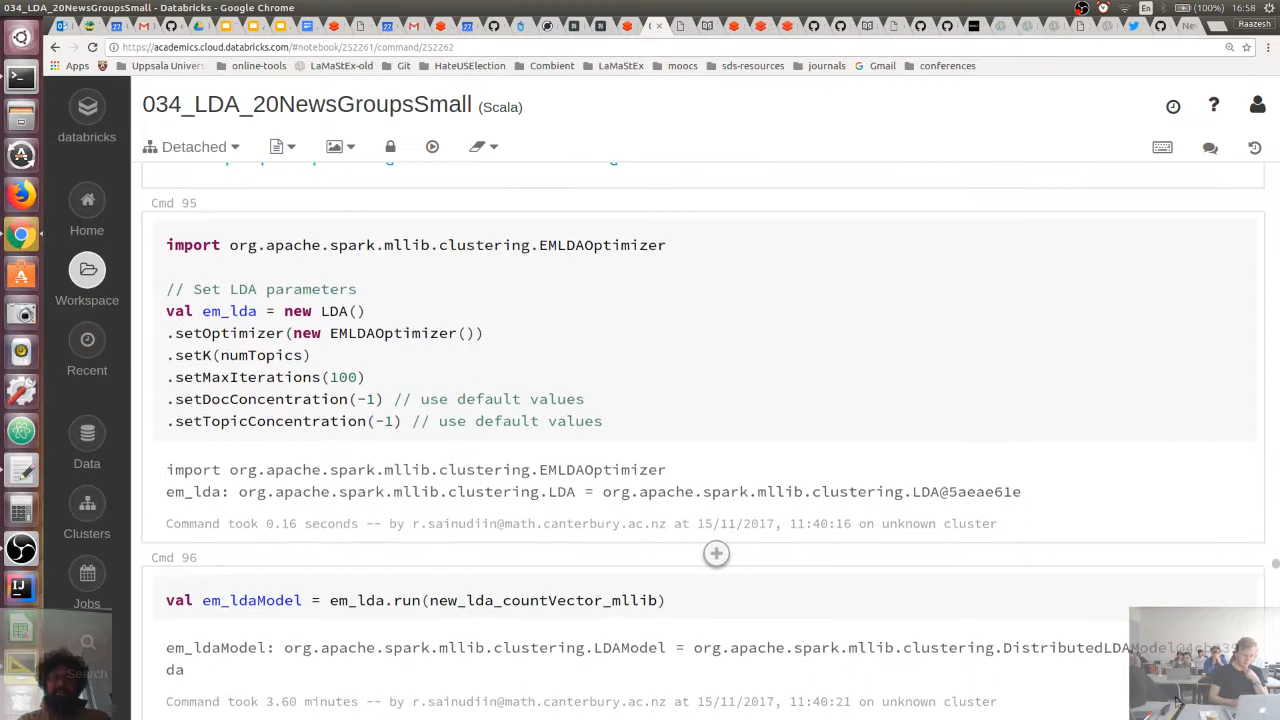 034_LDA_20NewsGroupsSmall - Databricks - Google Chrome
En
(100%)
16:58
Raazesh
https://academics.cloud.databricks.com/#notebook/252261/command/252262
Apps
Uppsala Univers
online-tools
LaMaStEx-old
Git
HateUSElection
Combient
LaMaStEx
moocs
sds-resources
journals
Gmail
conferences
034_LDA_20NewsGroupsSmall (Scala)
databricks
Detached
Home
Workspace
Recent
Data
Clusters
Jobs
Search
Cmd 95
import org.apache.spark.mllib.clustering.EMLDAOptimizer
// Set LDA parameters
val em_lda = new LDA()
.setOptimizer(new EMLDAOptimizer())
.setK(numTopics)
.setMaxIterations(100)
.setDocConcentration(-1) // use default values
.setTopicConcentration(-1) // use default values
import org.apache.spark.mllib.clustering.EMLDAOptimizer
em_lda: org.apache.spark.mllib.clustering.LDA = org.apache.spark.mllib.clustering.LDA@5aeae61e
Command took 0.16 seconds -- by r.sainudiin@math.canterbury.ac.nz at 15/11/2017, 11:40:16 on unknown cluster
Cmd 96
val em_ldaModel = em_lda.run(new_lda_countVector_mllib)
em_ldaModel: org.apache.spark.mllib.clustering.LDAModel = org.apache.spark.mllib.clustering.DistributedLDAModel
da
Command took 3.60 minutes -- by r.sainudiin@math.canterbury.ac.nz at 15/11/2017, 11:40:21 on unknown cluster